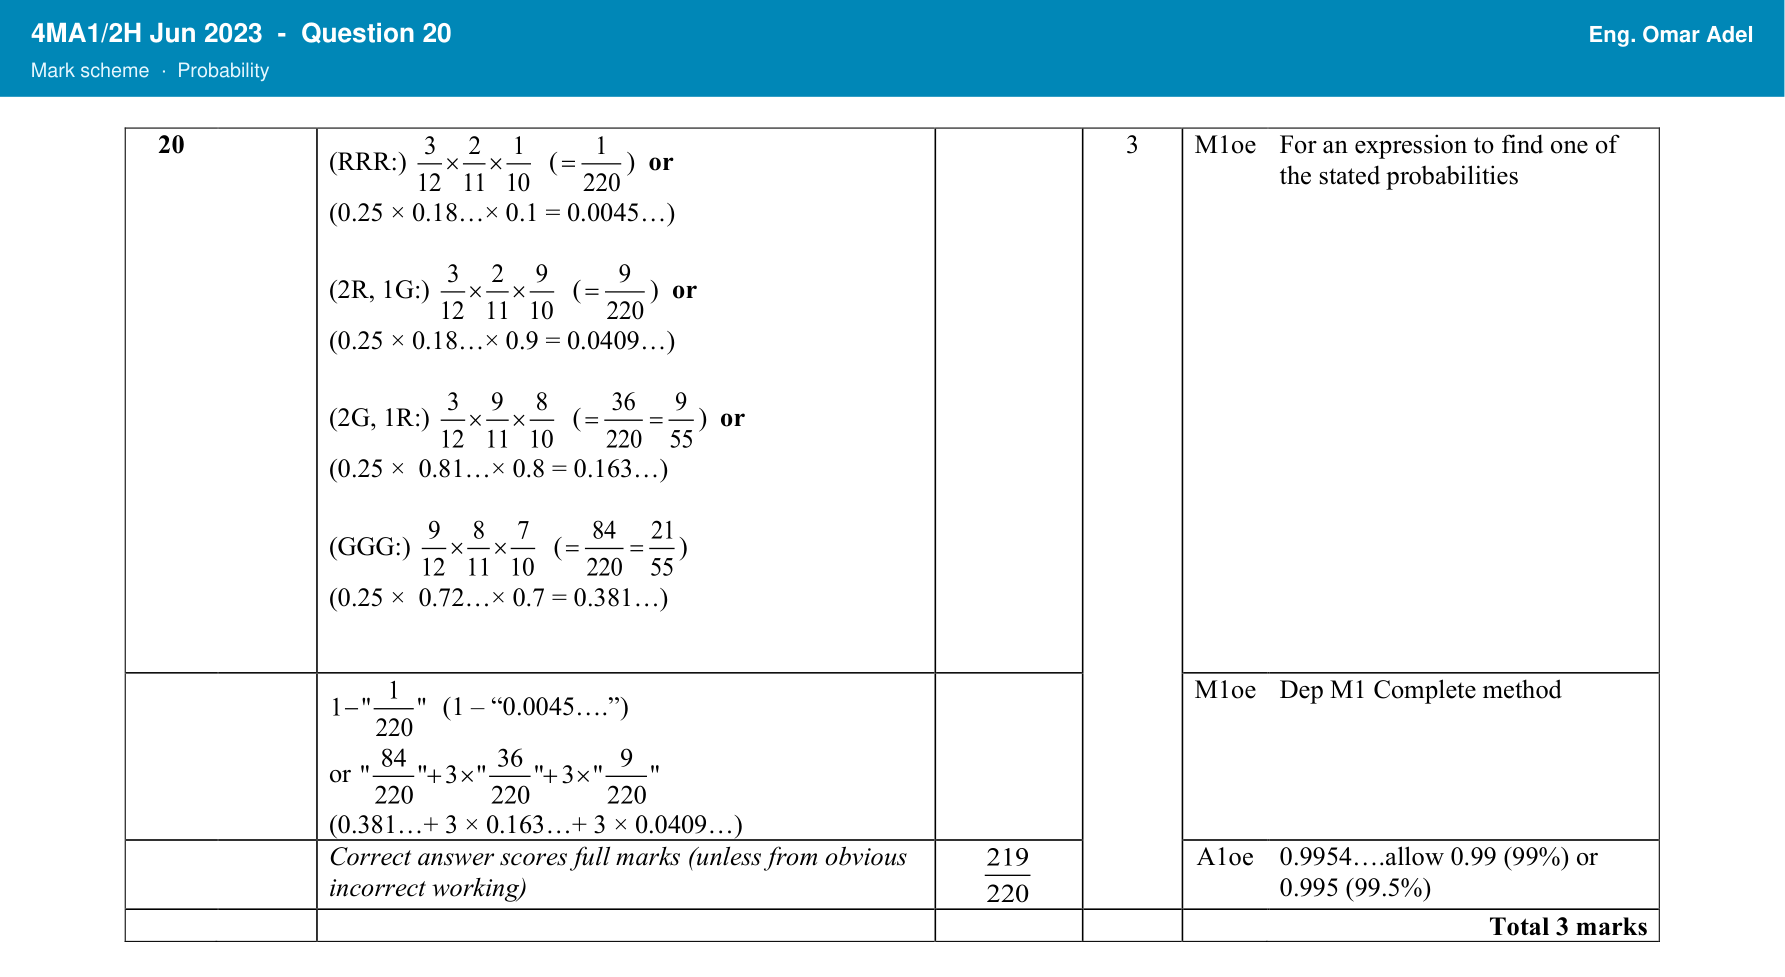 4MA1/2H Jun 2023 - Question 20
Eng. Omar Adel
Mark scheme · Probability
20
(RRR:) 3/12 × 2/11 × 1/10 (= 1/220) or
(0.25 × 0.18…× 0.1 = 0.0045…)
(2R, 1G:) 3/12 × 2/11 × 9/10 (= 9/220) or
(0.25 × 0.18…× 0.9 = 0.0409…)
(2G, 1R:) 3/12 × 9/11 × 8/10 (= 36/220 = 9/55) or
(0.25 × 0.81…× 0.8 = 0.163…)
(GGG:) 9/12 × 8/11 × 7/10 (= 84/220 = 21/55)
(0.25 × 0.72…× 0.7 = 0.381…)
3
M1oe For an expression to find one of
the stated probabilities
1−"1/220" (1 – “0.0045….”)
or "84/220"+3×"36/220"+3×"9/220"
(0.381…+ 3 × 0.163…+ 3 × 0.0409…)
M1oe Dep M1 Complete method
Correct answer scores full marks (unless from obvious
incorrect working)
219/220
A1oe 0.9954….allow 0.99 (99%) or
0.995 (99.5%)
Total 3 marks